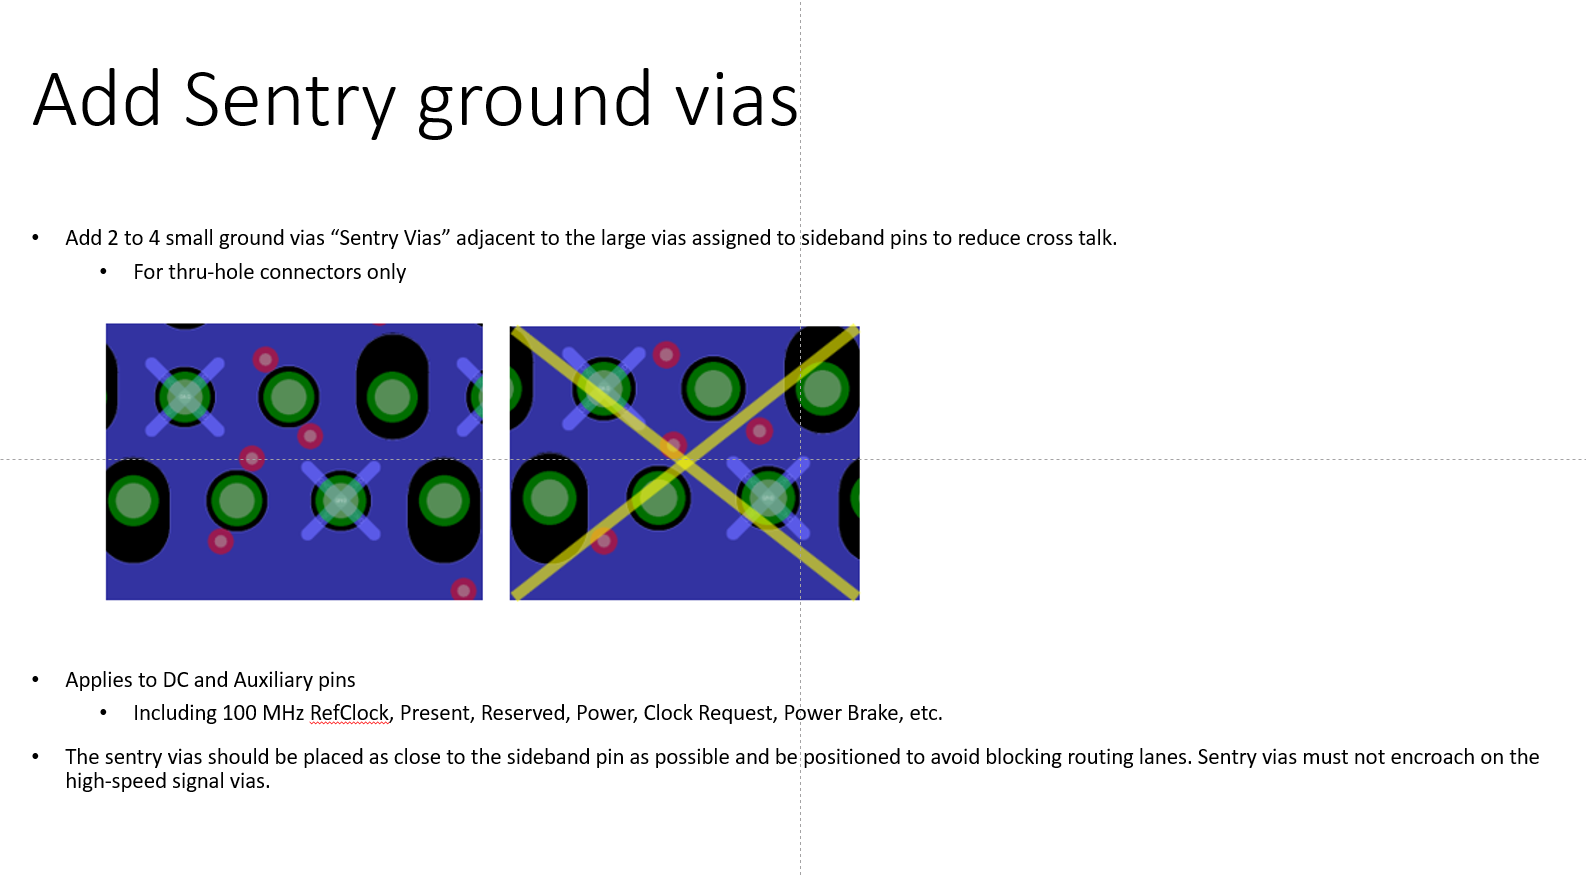 Add Sentry ground vias
• Add 2 to 4 small ground vias “Sentry Vias” adjacent to the large vias assigned to sideband pins to reduce cross talk.
• For thru-hole connectors only
• Applies to DC and Auxiliary pins
• Including 100 MHz RefClock, Present, Reserved, Power, Clock Request, Power Brake, etc.
• The sentry vias should be placed as close to the sideband pin as possible and be positioned to avoid blocking routing lanes. Sentry vias must not encroach on the
high-speed signal vias.